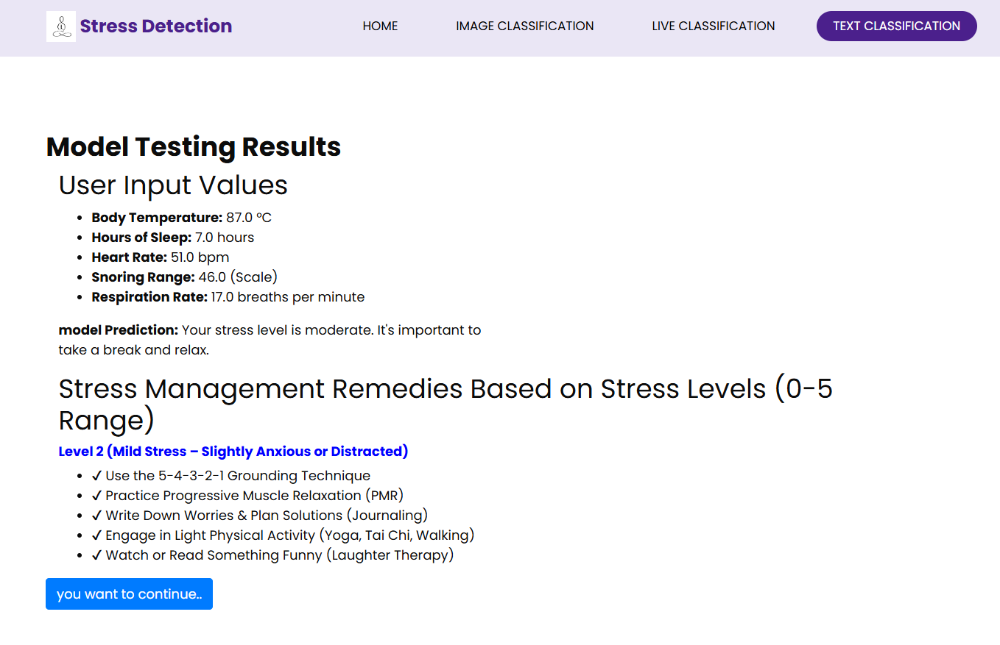 Stress Detection
HOME
IMAGE CLASSIFICATION
LIVE CLASSIFICATION
TEXT CLASSIFICATION
Model Testing Results
User Input Values
• Body Temperature: 87.0 °C
• Hours of Sleep: 7.0 hours
• Heart Rate: 51.0 bpm
• Snoring Range: 46.0 (Scale)
• Respiration Rate: 17.0 breaths per minute
model Prediction: Your stress level is moderate. It's important to
take a break and relax.
Stress Management Remedies Based on Stress Levels (0-5
Range)
Level 2 (Mild Stress – Slightly Anxious or Distracted)
• ✔ Use the 5-4-3-2-1 Grounding Technique
• ✔ Practice Progressive Muscle Relaxation (PMR)
• ✔ Write Down Worries & Plan Solutions (Journaling)
• ✔ Engage in Light Physical Activity (Yoga, Tai Chi, Walking)
• ✔ Watch or Read Something Funny (Laughter Therapy)
you want to continue..